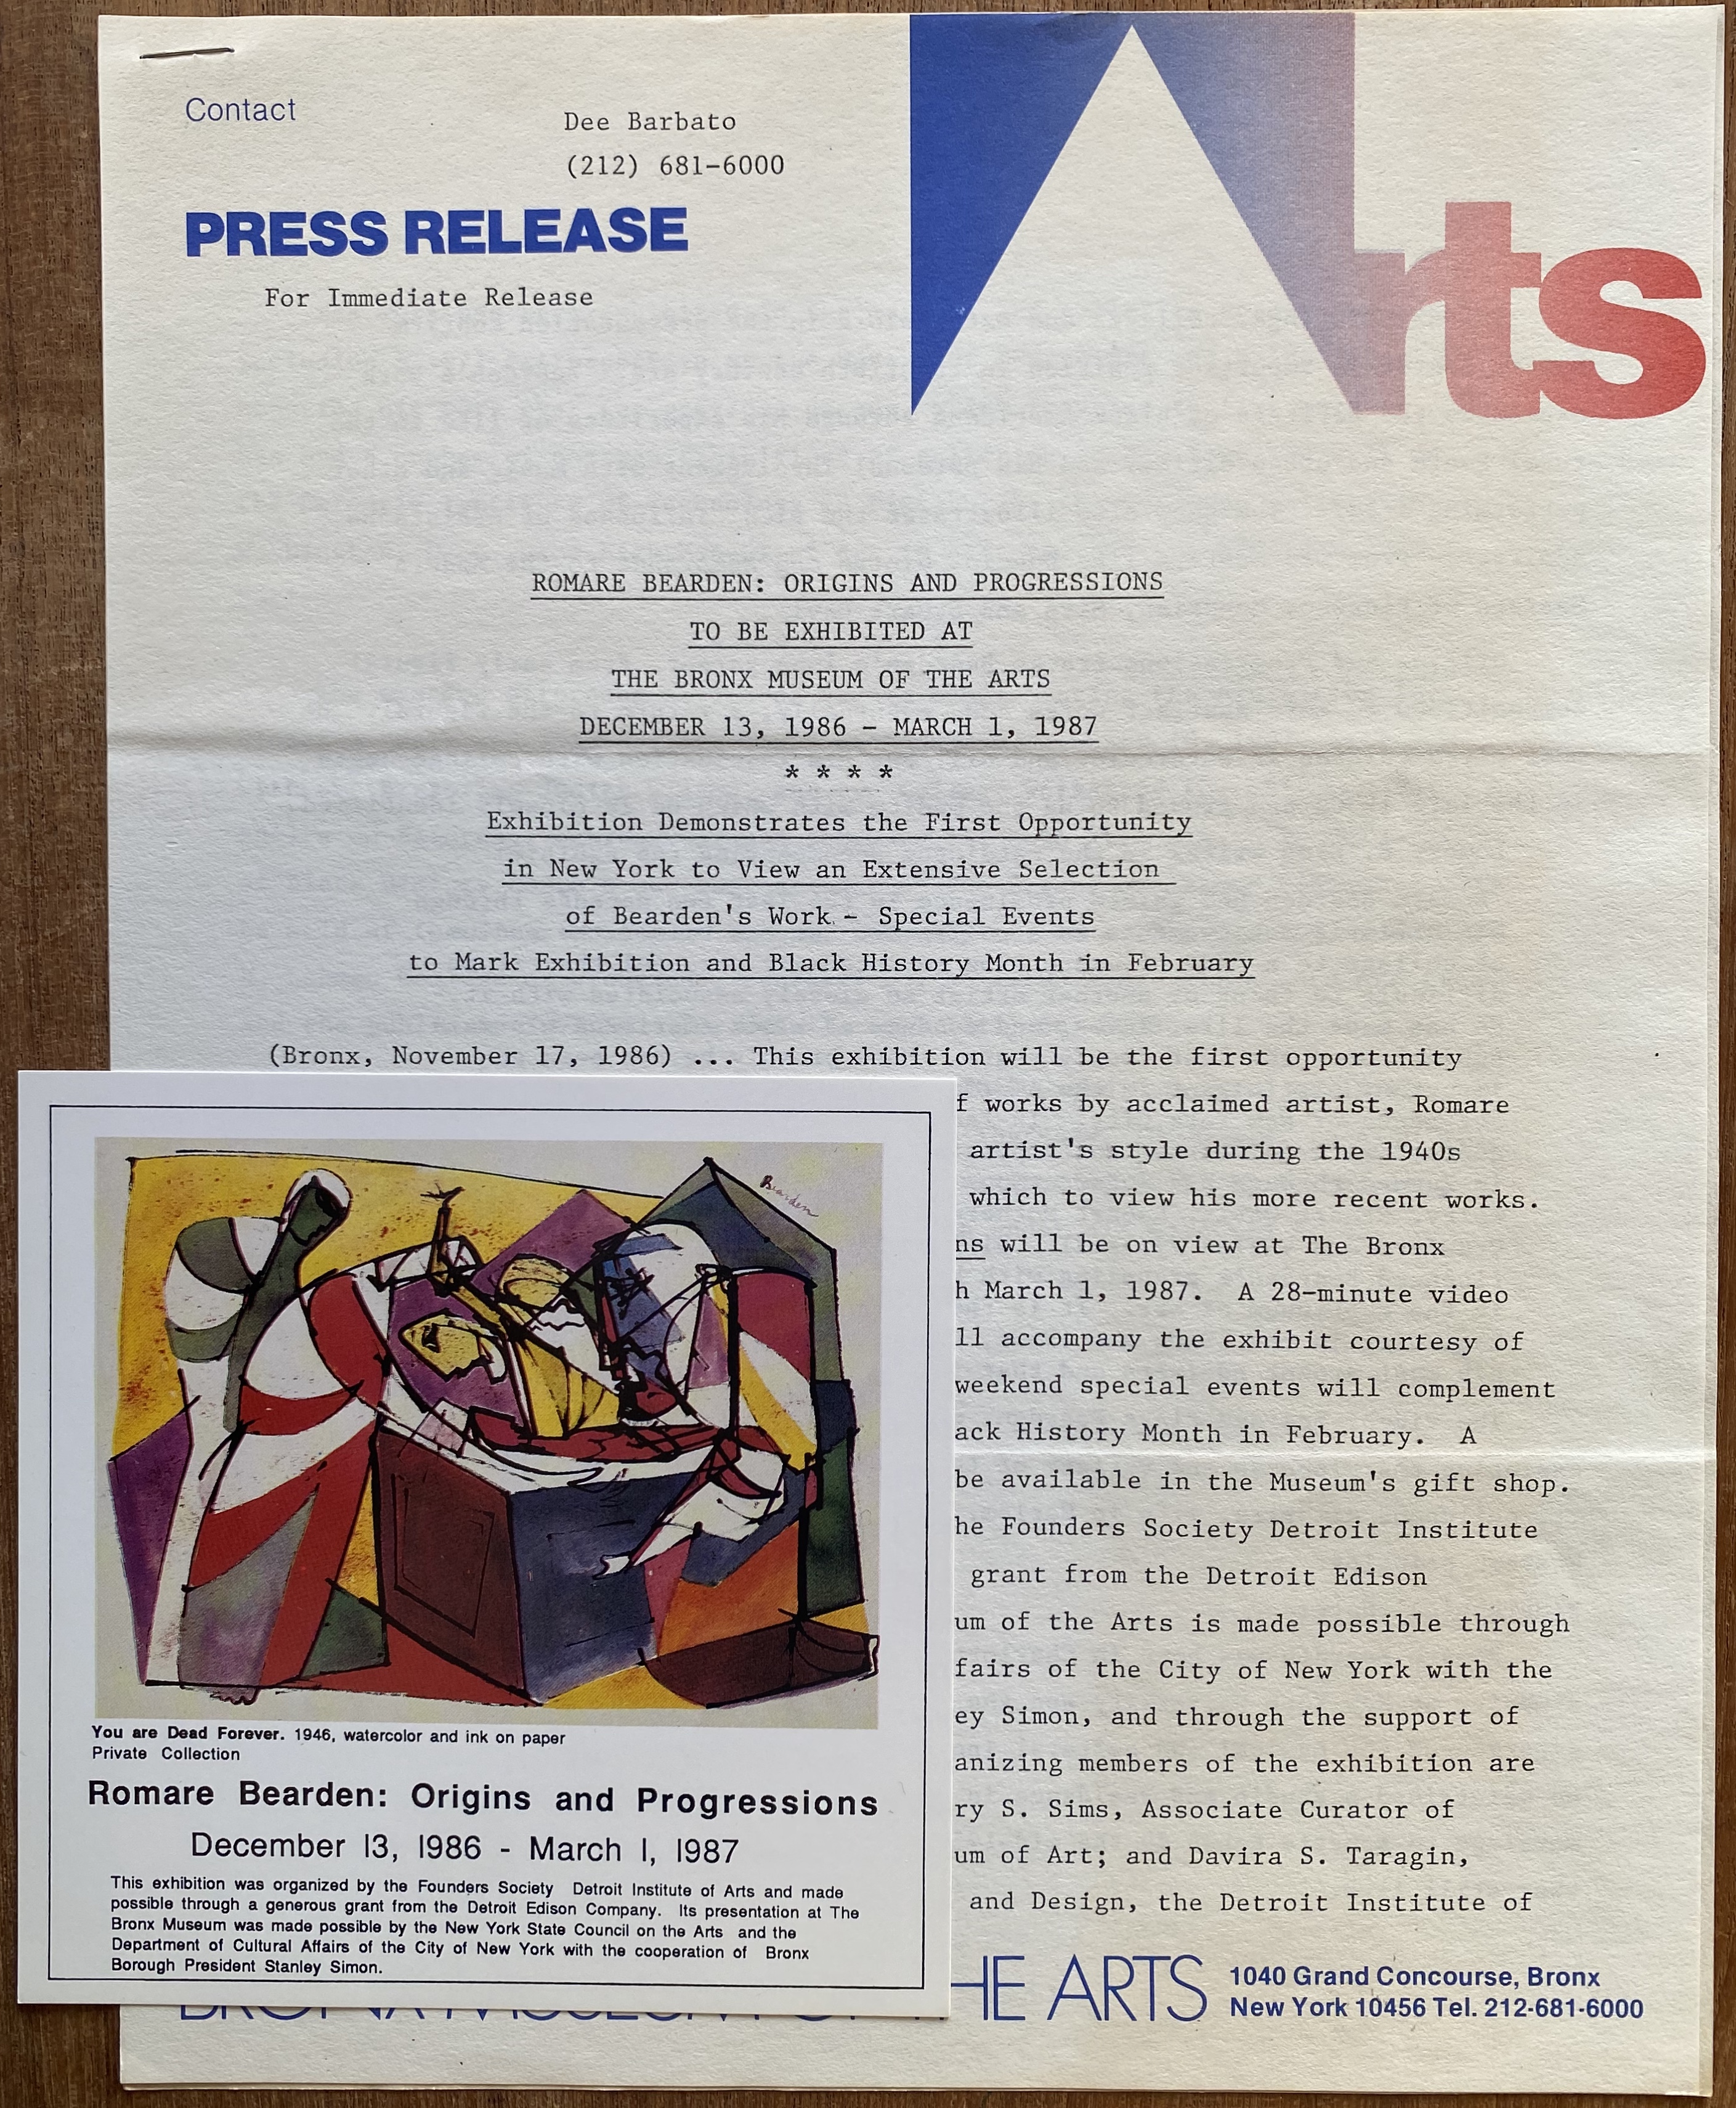 Contact
Dee Barbato
(212) 681-6000
PRESS RELEASE
For Immediate Release
Arts
ROMARE BEARDEN: ORIGINS AND PROGRESSIONS
TO BE EXHIBITED AT
THE BRONX MUSEUM OF THE ARTS
DECEMBER 13, 1986 - MARCH 1, 1987
* * * *
Exhibition Demonstrates the First Opportunity
in New York to View an Extensive Selection
of Bearden's Work - Special Events
to Mark Exhibition and Black History Month in February
(Bronx, November 17, 1986) ... This exhibition will be the first opportunity
f works by acclaimed artist, Romare
artist's style during the 1940s
which to view his more recent works.
ns will be on view at The Bronx
h March 1, 1987. A 28-minute video
ll accompany the exhibit courtesy of
weekend special events will complement
ack History Month in February. A
be available in the Museum's gift shop.
he Founders Society Detroit Institute
grant from the Detroit Edison
um of the Arts is made possible through
fairs of the City of New York with the
ey Simon, and through the support of
anizing members of the exhibition are
ry S. Sims, Associate Curator of
um of Art; and Davira S. Taragin,
and Design, the Detroit Institute of
HE ARTS
1040 Grand Concourse, Bronx
New York 10456 Tel. 212-681-6000
Bearden
You are Dead Forever. 1946, watercolor and ink on paper
Private Collection
Romare Bearden: Origins and Progressions
December 13, 1986 - March 1, 1987
This exhibition was organized by the Founders Society Detroit Institute of Arts and made
possible through a generous grant from the Detroit Edison Company. Its presentation at The
Bronx Museum was made possible by the New York State Council on the Arts and the
Department of Cultural Affairs of the City of New York with the cooperation of Bronx
Borough President Stanley Simon.